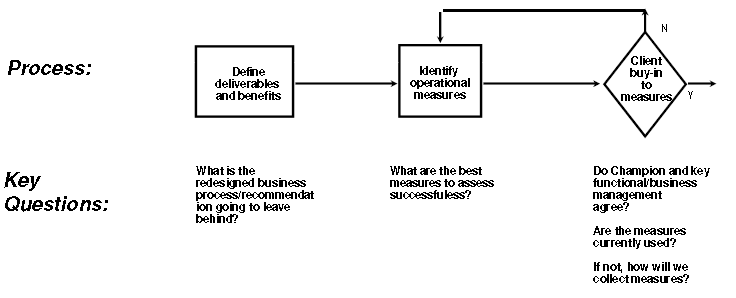 Process:
Define
deliverables
and benefits
Identify
operational
measures
Client
buy-in
to
measures
N
Y
Key
Questions:
What is the
redesigned business
process/recommendat
ion going to leave
behind?
What are the best
measures to assess
successfuless?
Do Champion and key
functional/business
management
agree?
Are the measures
currently used?
If not, how will we
collect measures?